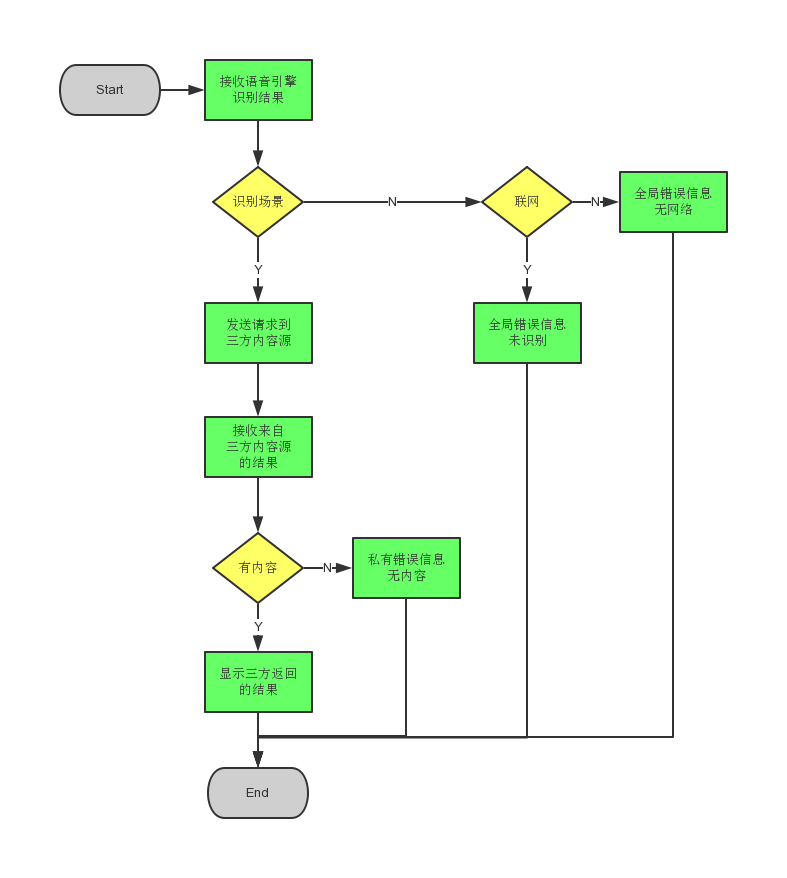 Start
接收语音引擎
识别结果
识别场景
N
联网
N
全局错误信息
无网络
Y
Y
发送请求到
三方内容源
全局错误信息
未识别
接收来自
三方内容源
的结果
有内容
N
私有错误信息
无内容
Y
显示三方返回
的结果
End